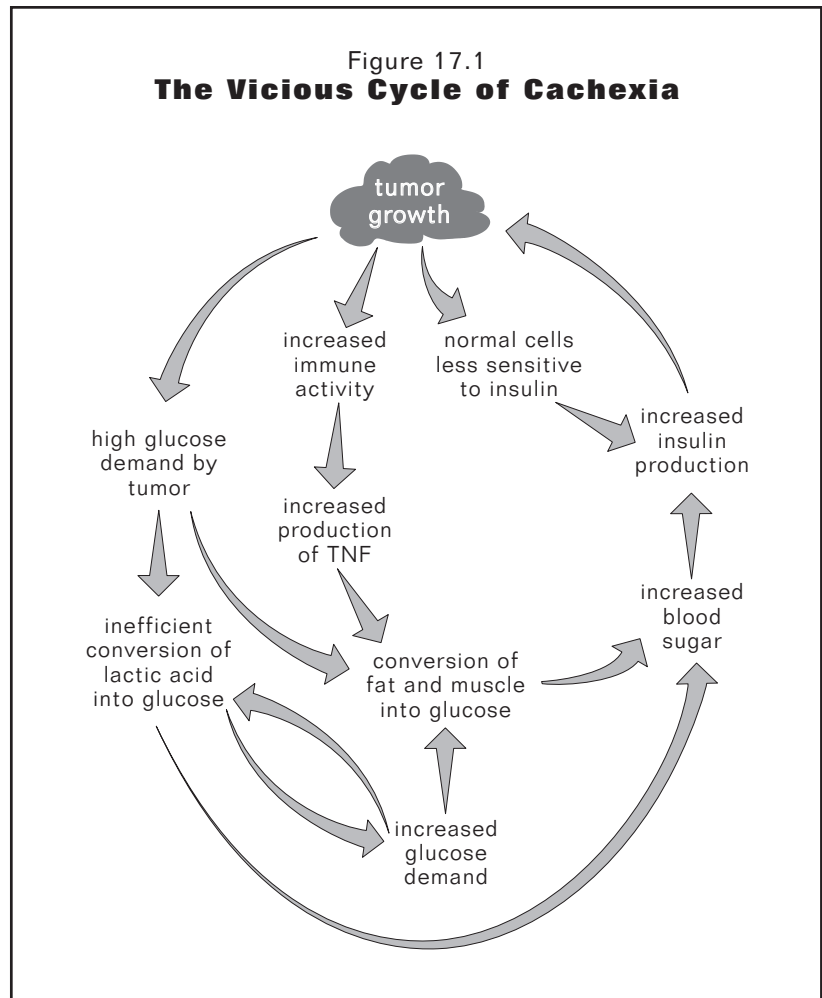 Figure 17.1
The Vicious Cycle of Cachexia
tumor
growth
increased
immune
activity
normal cells
less sensitive
to insulin
increased
insulin
production
high glucose
demand by
tumor
increased
production
of TNF
increased
blood
sugar
inefficient
conversion of
lactic acid
into glucose
conversion of
fat and muscle
into glucose
increased
glucose
demand